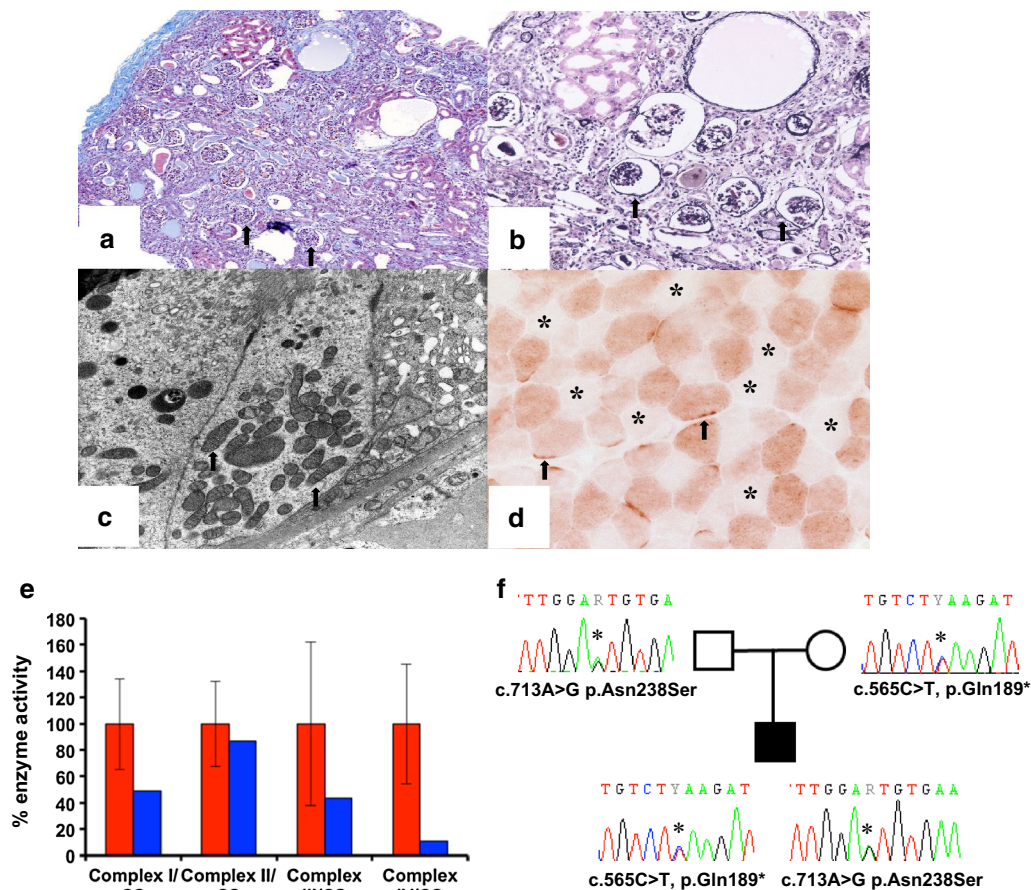 a
b
c
d
e
% enzyme activity
180
160
140
120
100
80
60
40
20
0
Complex I/
Complex II/
Complex
Complex
f
TTGGARTGTGA
*
c.713A>G p.Asn238Ser
TGTCTYAAGAT
*
c.565C>T, p.Gln189*
TGTCTYAAGAT
*
c.565C>T, p.Gln189*
TTGGARTGTGAA
*
c.713A>G p.Asn238Ser